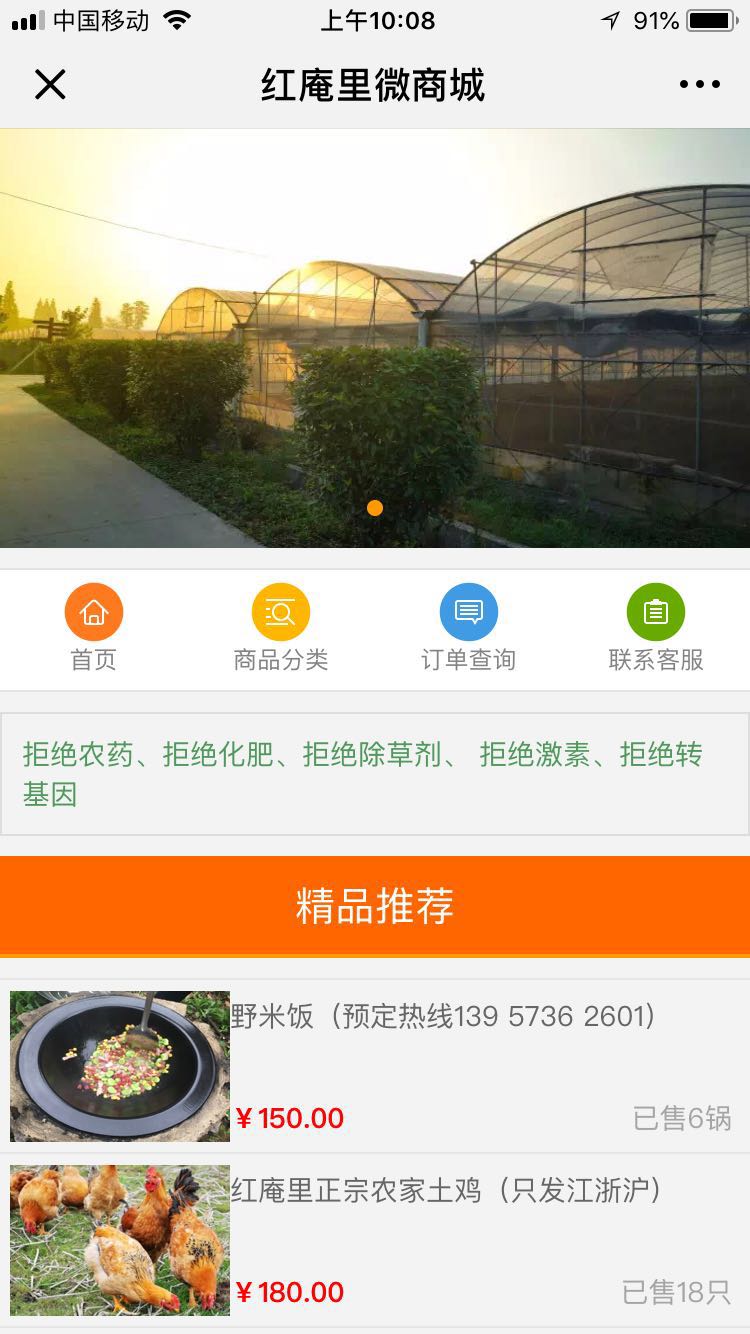 中国移动 上午10:08 91%
红庵里微商城
首页 商品分类 订单查询 联系客服
拒绝农药、拒绝化肥、拒绝除草剂、 拒绝激素、拒绝转
基因
精品推荐
野米饭（预定热线139 5736 2601）
¥150.00 已售6锅
红庵里正宗农家土鸡（只发江浙沪）
¥180.00 已售18只